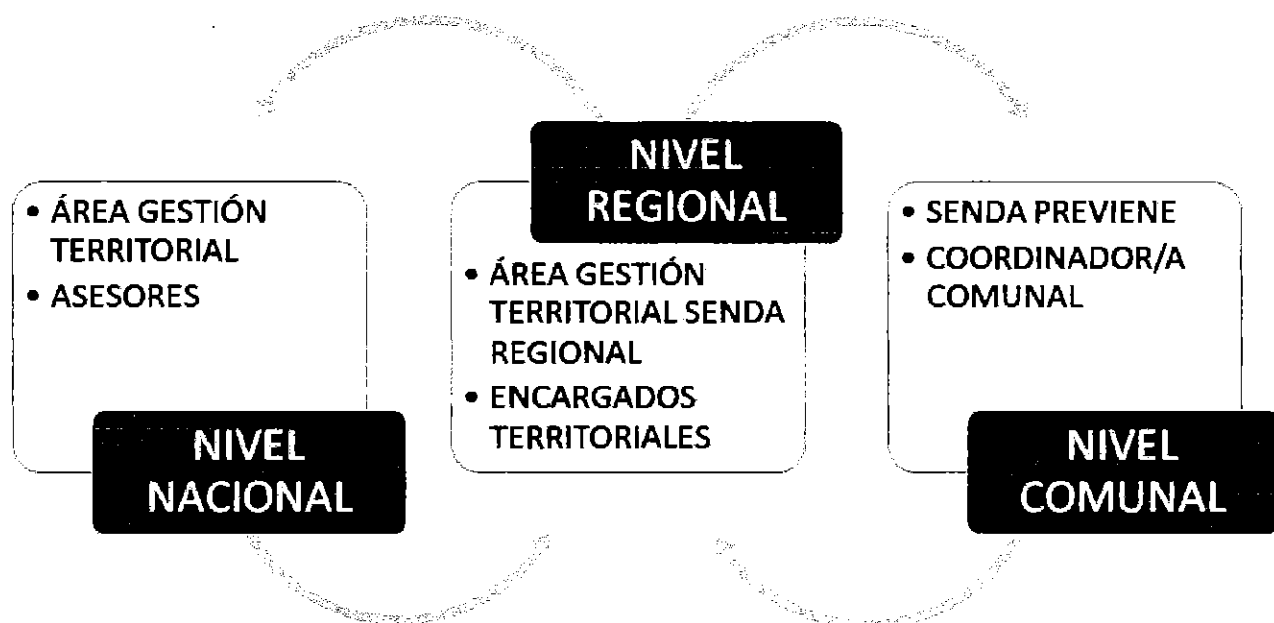 • ÁREA GESTIÓN
TERRITORIAL
• ASESORES
NIVEL
NACIONAL
NIVEL
REGIONAL
• ÁREA GESTIÓN
TERRITORIAL SENDA
REGIONAL
• ENCARGADOS
TERRITORIALES
• SENDA PREVIENE
• COORDINADOR/A
COMUNAL
NIVEL
COMUNAL